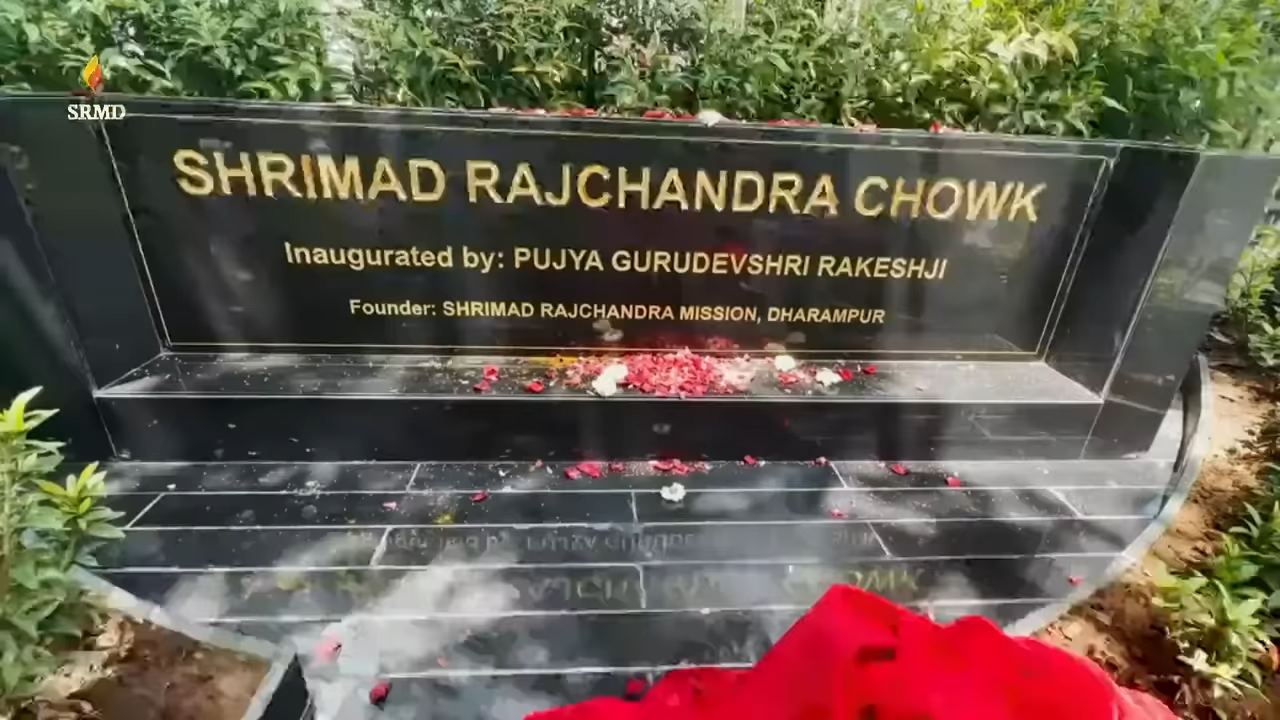 SRMD
SHRIMAD RAJCHANDRA CHOWK
Inaugurated by: PUJYA GURUDEVSHRI RAKESHJI
Founder: SHRIMAD RAJCHANDRA MISSION, DHARAMPUR